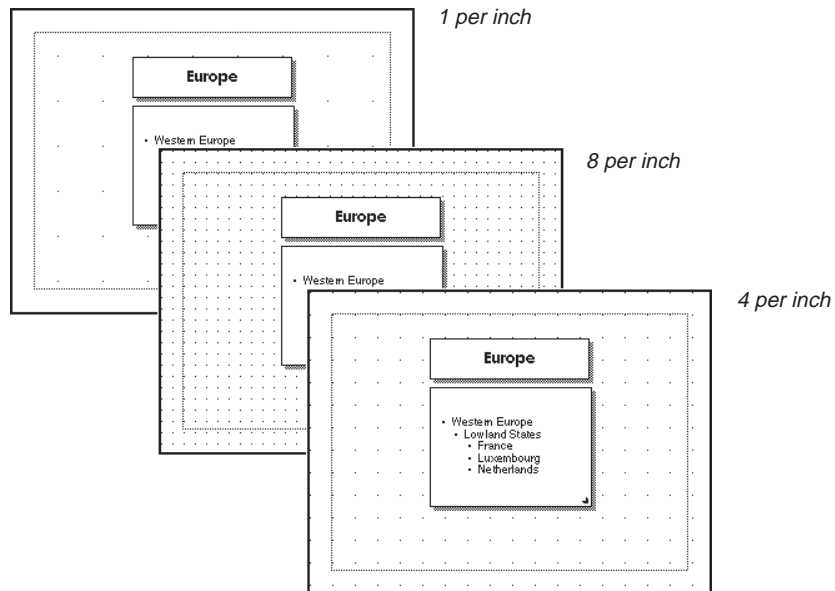 1 per inch
Europe
• Western Europe
8 per inch
Europe
• Western Europe
4 per inch
Europe
• Western Europe
• Lowland States
• France
• Luxembourg
• Netherlands